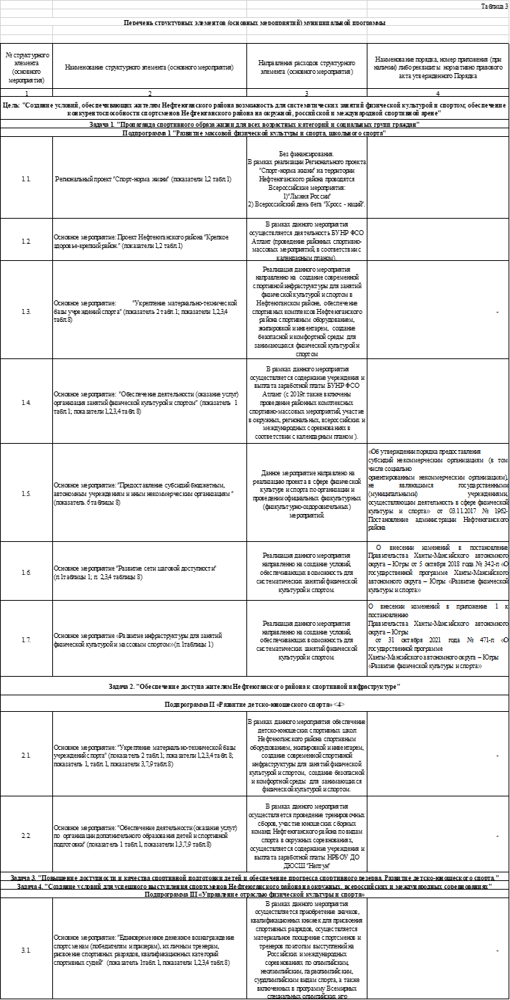 Таблица 3
Перечень структурных элементов (основных мероприятий) муниципальной программы
№ структурного
элемента
(основного
мероприятия)
Наименование структурного элемента (основного мероприятия)
Направления расходов структурного
элемента (основного мероприятия)
Наименование порядка, номер приложения (при
наличии) либо реквизиты нормативно правового
акта утвержденного Порядка
1
2
3
4
Цель: "Создание условий, обеспечивающих жителям Нефтеюганского района возможность для систематических занятий физической культурой и спортом; обеспечение
конкурентоспособности спортсменов Нефтеюганского района на окружной, российской и международной спортивной арене"
Задача 1. "Пропаганда спортивного образа жизни для всех возрастных категорий и социальных групп граждан"
Подпрограмма 1 "Развитие массовой физической культуры и спорта, школьного спорта"
1.1.
Региональный проект "Спорт-норма жизни" (показатели 1,2 табл.1)
Без финансирования.
В рамках реализации Регионального проекта
"Спорт-норма жизни" на территории
Нефтеюганского района проводятся
Всероссийские мероприятия:
1)"Лыжня России"
2) Всероссийский день бега "Кросс - наций".
1.2.
Основное мероприятие: Проект Нефтеюганского района "Крепкое
здоровье-крепкий район." (показатели 1,2 табл.1)
В рамках данного мероприятия
осуществляется деятельность БУНР ФСО
Атлант (проведение районных спортивно-
массовых мероприятий, в соответствии с
календарным планом).
1.3.
Основное мероприятие: "Укрепление материально-технической
базы учреждений спорта" (показатель 2 табл.1; показатели 1,2,3,4
табл.8)
Реализация данного мероприятия
направленно на создание современной
спортивной инфраструктуры для занятий
физической культурой и спортом в
Нефтеюганском районе, обеспечение
спортивных комплексов Нефтеюганского
района спортивным оборудованием,
экипировкой и инвентарем, создание
безопасной и комфортной среды для
занимающихся физической культурой и
спортом
-
1.4.
Основное мероприятие: "Обеспечение деятельности (оказание услуг)
организация занятий физической культурой и спортом" (показатель 1
табл.1; показатели 1,2,3,4 табл.8)
В рамках данного мероприятия
осуществляется содержание учреждения и
выплата заработной платы БУНР ФСО
Атлант (с 2019г. также включены
проведение районных комплексных
спортивно-массовых мероприятий, участие
в окружных, региональных, всероссийских и
международных соревнованиях в
соответствии с календарным планом ).
1.5.
Основное мероприятие: "Предоставление субсидий бюджетным,
автономным учреждениям и иным некоммерческим организациям "
(показатель. 6 таблицы 8)
Данное мероприятие направлено на
реализацию проекта в сфере физической
культуре и спорта по организации и
проведении официальных физкультурных
(физкультурно-оздоровительных)
мероприятий.
«Об утверждении порядка предоставления
субсидий некоммерческим организациям (в том
числе социально
ориентированным некоммерческим организациям),
не являющимся государственными
(муниципальными) учреждениями,
осуществляющим деятельность в сфере физической
культуры и спорта» от 03.11.2017 № 1962-
Постановление администрации Нефтеюганского
района
1.6.
Основное мероприятие "Развитие сети шаговой доступности"
(п.1таблицы 1; п. 2,3,4 таблицы 8)
Реализация данного мероприятия
направленно на создание условий,
обеспечивающих возможность для
систематических занятий физической
культурой и спортом.
О внесении изменений в постановление
Правительства Ханты-Мансийского автономного
округа – Югры от 5 октября 2018 года № 342-п «О
государственной программе Ханты-Мансийского
автономного округа – Югры «Развитие физической
культуры и спорта»
1.7.
Основное мероприятие «Развитие инфраструктуры для занятий
физической культурой и массовым спортом»(п.1таблицы 1)
Реализация данного мероприятия
направленно на создание условий,
обеспечивающих возможность для
систематических занятий физической
культурой и спортом.
О внесении изменений в приложение 1 к
постановлению
Правительства Ханты-Мансийского автономного
округа – Югры
от 31 октября 2021 года № 471-п «О
государственной программе
Ханты-Мансийского автономного округа – Югры
«Развитие физической культуры и спорта»
Задача 2. "Обеспечение доступа жителям Нефтеюганского района к спортивной инфраструктуре"
Подпрограмма II «Развитие детско-юношеского спорта» <4>
2.1.
Основное мероприятие: "Укрепление материально-технической базы
учреждений спорта" (показатель 2 табл.1; показатели 1,2,3,4 табл.8;
показатель 1, табл.1, показатели 3,7,9 табл.8)
В рамках данного мероприятия обеспечение
детско-юношеских спортивных школ
Нефтеюганского района спортивным
оборудованием, экипировкой и инвентарем,
создание современной спортивной
инфраструктуры для занятий физической
культурой и спортом, создание безопасной
и комфортной среды для занимающихся
физической культурой и спортом.
-
2.2.
Основное мероприятие: "Обеспечение деятельности (оказание услуг)
по организации дополнительного образования детей и спортивной
подготовки" (показатель 1 табл.1, показатели 1,3,7,9 табл.8)
В рамках данного мероприятия
осуществляется проведение тренировочных
сборов, участие юношеских сборных
команд Нефтеюганского района по видам
спорта в окружных соревнованиях,
осуществляется содержание учреждения и
выплата заработной платы НРБОУ ДО
ДЮСШ "Нептун"
-
Задача 3. "Повышение доступности и качества спортивной подготовки детей и обеспечение прогресса спортивного резерва. Развитие детско-юношеского спорта."
Задача 4. "Создание условий для успешного выступления спортсменов Нефтеюганского района на окружных, всероссийских и международных соревнованиях"
Подпрограмма III «Управление отраслью физической культуры и спорта»
3.1.
Основное мероприятие: "Единовременное денежное вознаграждение
спортсменам (победителям и призерам), их личным тренерам,
рисвоение спортивных разрядов, квалификационных категорий
спортивных судей" (показатель 1табл.1, показатели 1,2,3,4 табл.8)
В рамках данного мероприятия
осуществляется приобретение значков,
квалификационных книжек для присвоения
спортивных разрядов, осуществляется
материальное поощрение спортсменов и
тренеров по итогам выступлений на
Российских и международных
соревнованиях по олимпийским,
неолимпийским, паралимпийским,
сурдлимпийским видам спорта, а также
включенных в программу Всемирных
специальных олимпийских игр
-